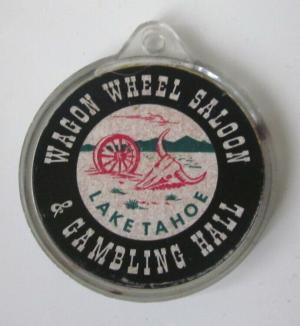 WAGON WHEEL SALOON
& GAMBLING HALL
LAKE TAHOE